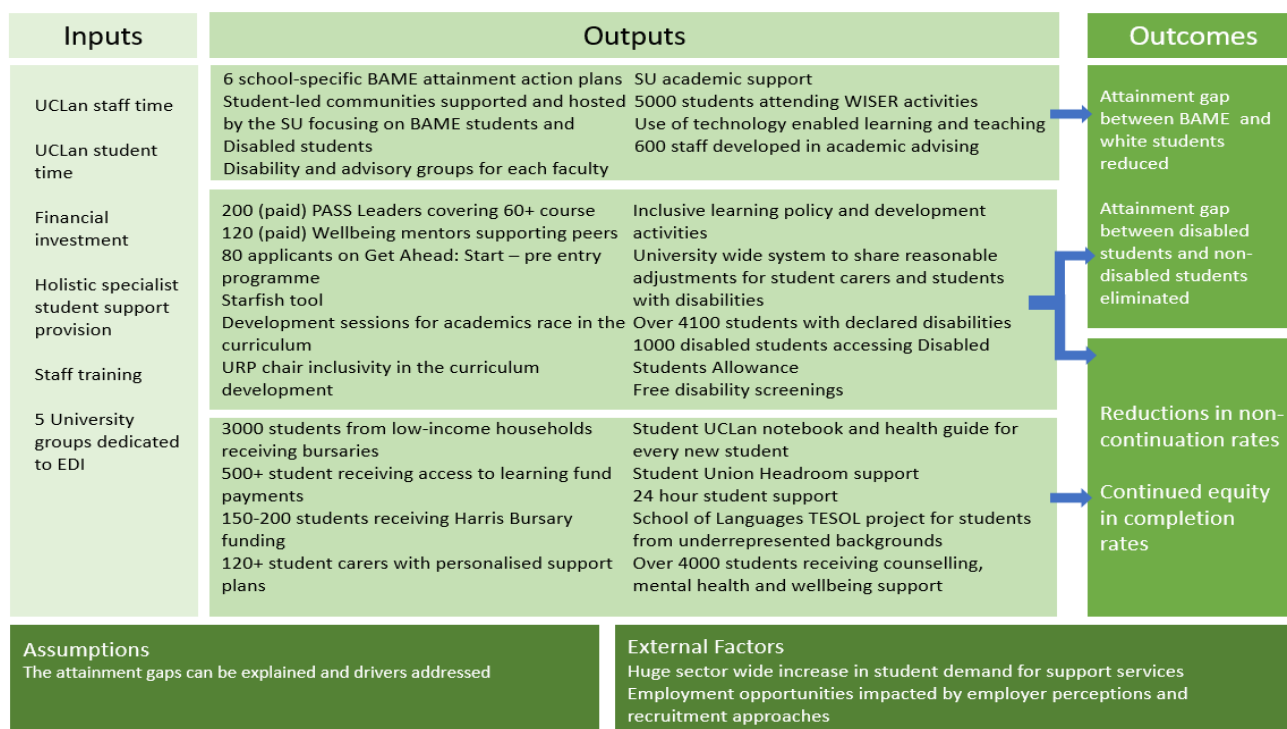 Inputs
Outputs
Outcomes
UCLan staff time
UCLan student
time
Financial
investment
Holistic specialist
student support
provision
Staff training
5 University
groups dedicated
to EDI
6 school-specific BAME attainment action plans
Student-led communities supported and hosted
by the SU focusing on BAME students and
Disabled students
Disability and advisory groups for each faculty
SU academic support
5000 students attending WISER activities
Use of technology enabled learning and teaching
600 staff developed in academic advising
200 (paid) PASS Leaders covering 60+ course
120 (paid) Wellbeing mentors supporting peers
80 applicants on Get Ahead: Start – pre entry
programme
Starfish tool
Development sessions for academics race in the
curriculum
URP chair inclusivity in the curriculum
development
Inclusive learning policy and development
activities
University wide system to share reasonable
adjustments for student carers and students
with disabilities
Over 4100 students with declared disabilities
1000 disabled students accessing Disabled
Students Allowance
Free disability screenings
3000 students from low-income households
receiving bursaries
500+ student receiving access to learning fund
payments
150-200 students receiving Harris Bursary
funding
120+ student carers with personalised support
plans
Student UCLan notebook and health guide for
every new student
Student Union Headroom support
24 hour student support
School of Languages TESOL project for students
from underrepresented backgrounds
Over 4000 students receiving counselling,
mental health and wellbeing support
Attainment gap
between BAME and
white students
reduced
Attainment gap
between disabled
students and non-
disabled students
eliminated
Reductions in non-
continuation rates
Continued equity
in completion
rates
Assumptions
The attainment gaps can be explained and drivers addressed
External Factors
Huge sector wide increase in student demand for support services
Employment opportunities impacted by employer perceptions and
recruitment approaches